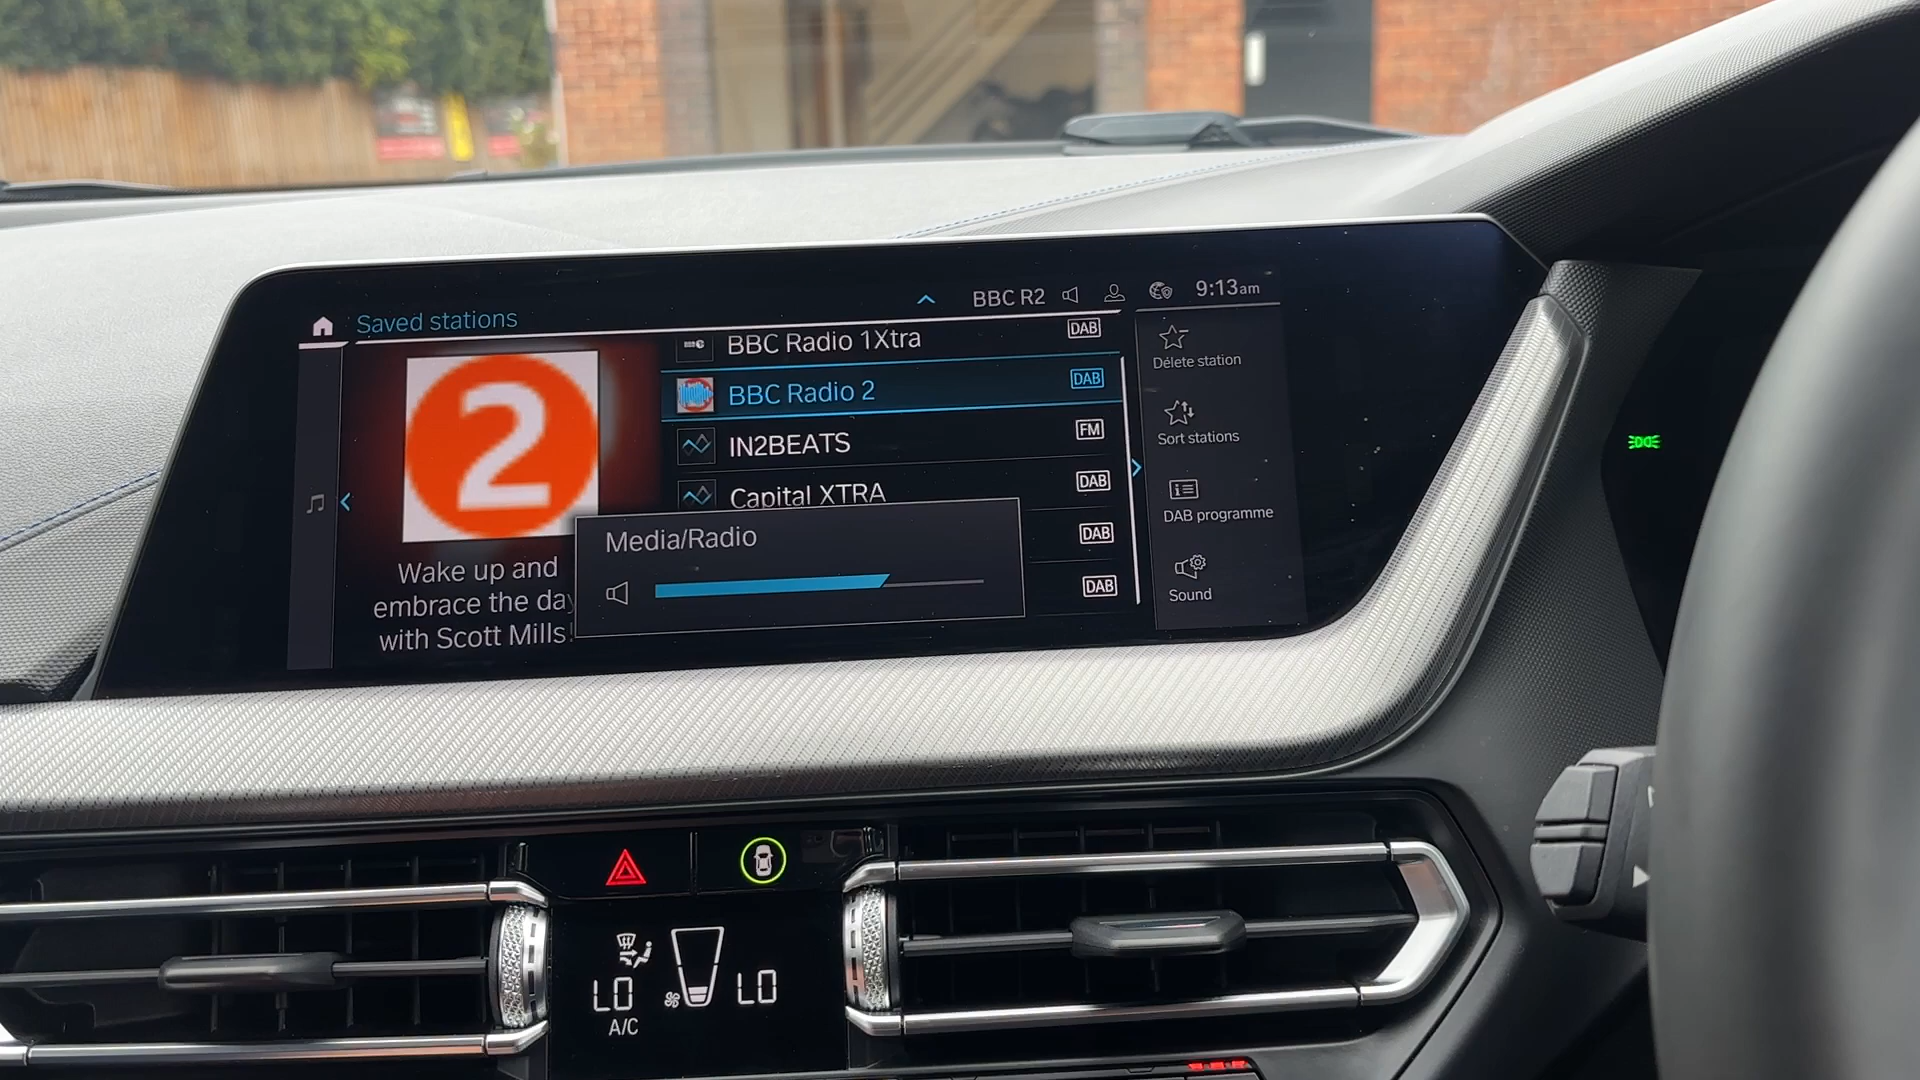 BBC R2
9:13am
Saved stations
BBC Radio 1Xtra
DAB
BBC Radio 2
DAB
IN2BEATS
FM
Capital XTRA
DAB
DAB
DAB
2
Wake up and
embrace the day
with Scott Mills!
Media/Radio
Delete station
Sort stations
DAB programme
Sound
LO
LO
A/C